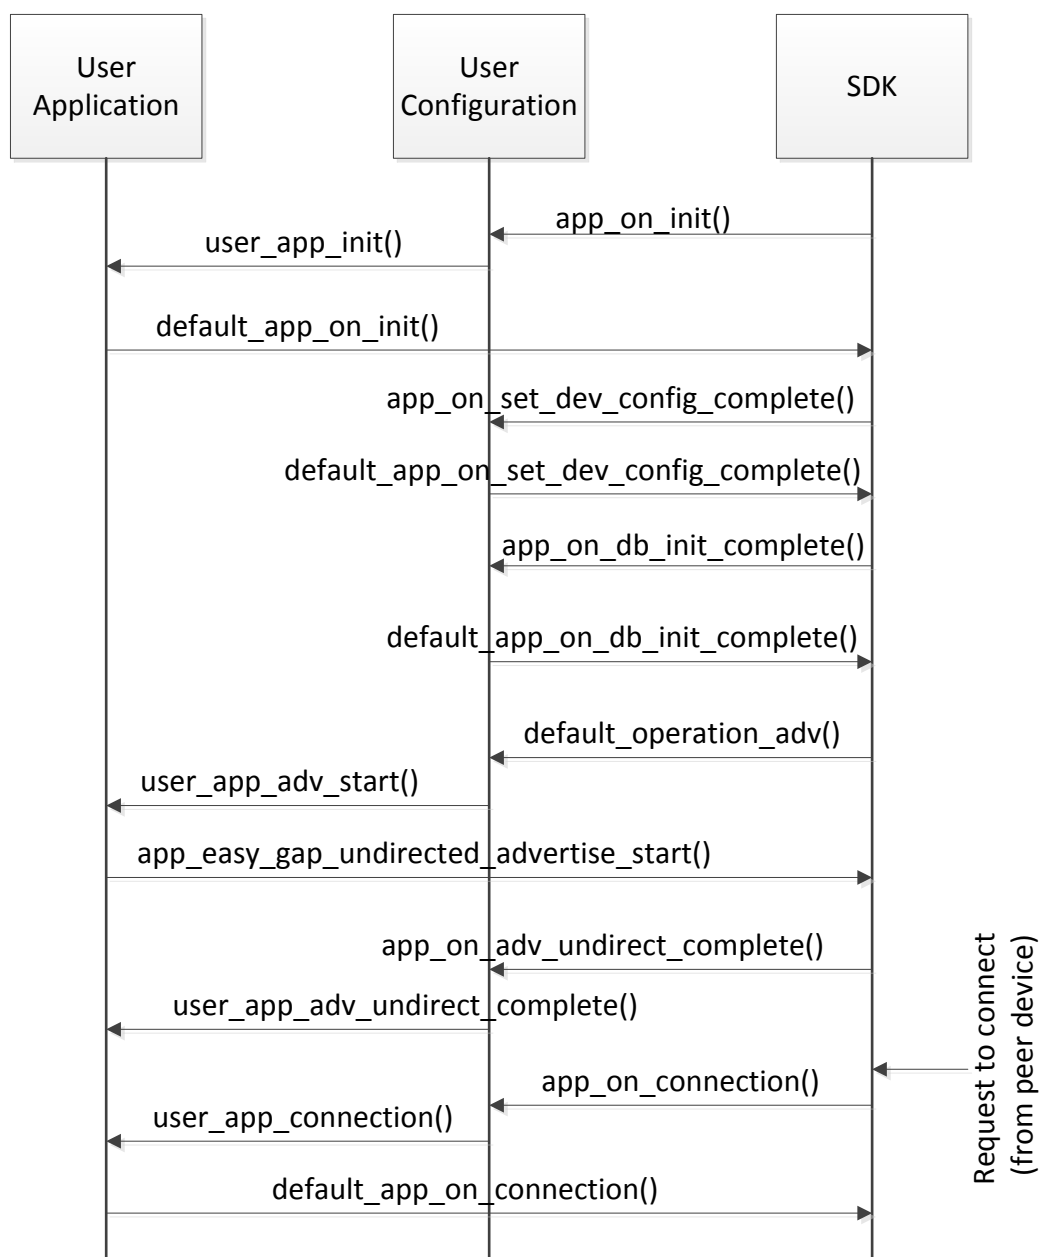 User
Application
User
Configuration
SDK
app_on_init()
user_app_init()
default_app_on_init()
app_on_set_dev_config_complete()
default_app_on_set_dev_config_complete()
app_on_db_init_complete()
default_app_on_db_init_complete()
default_operation_adv()
user_app_adv_start()
app_easy_gap_undirected_advertise_start()
app_on_adv_undirect_complete()
user_app_adv_undirect_complete()
Request to connect
(from peer device)
app_on_connection()
user_app_connection()
default_app_on_connection()